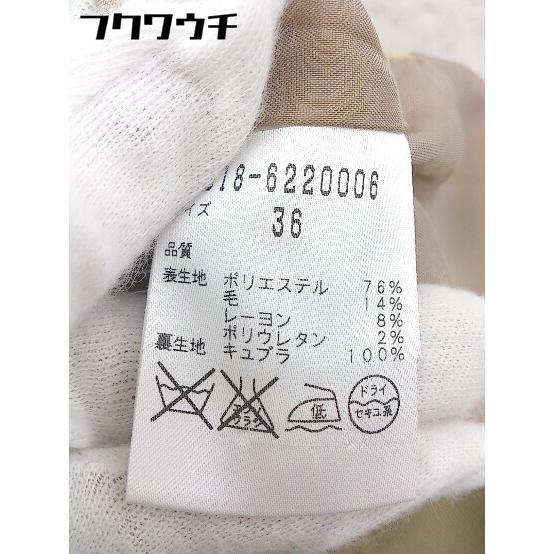 フクワウチ
18-6220006
イズ 36
品質
表生地 ポリエステル 76%
毛 14%
レーヨン 8%
ポリウレタン 2%
裏生地 キュプラ 100%
低
ドライ
セキユ系